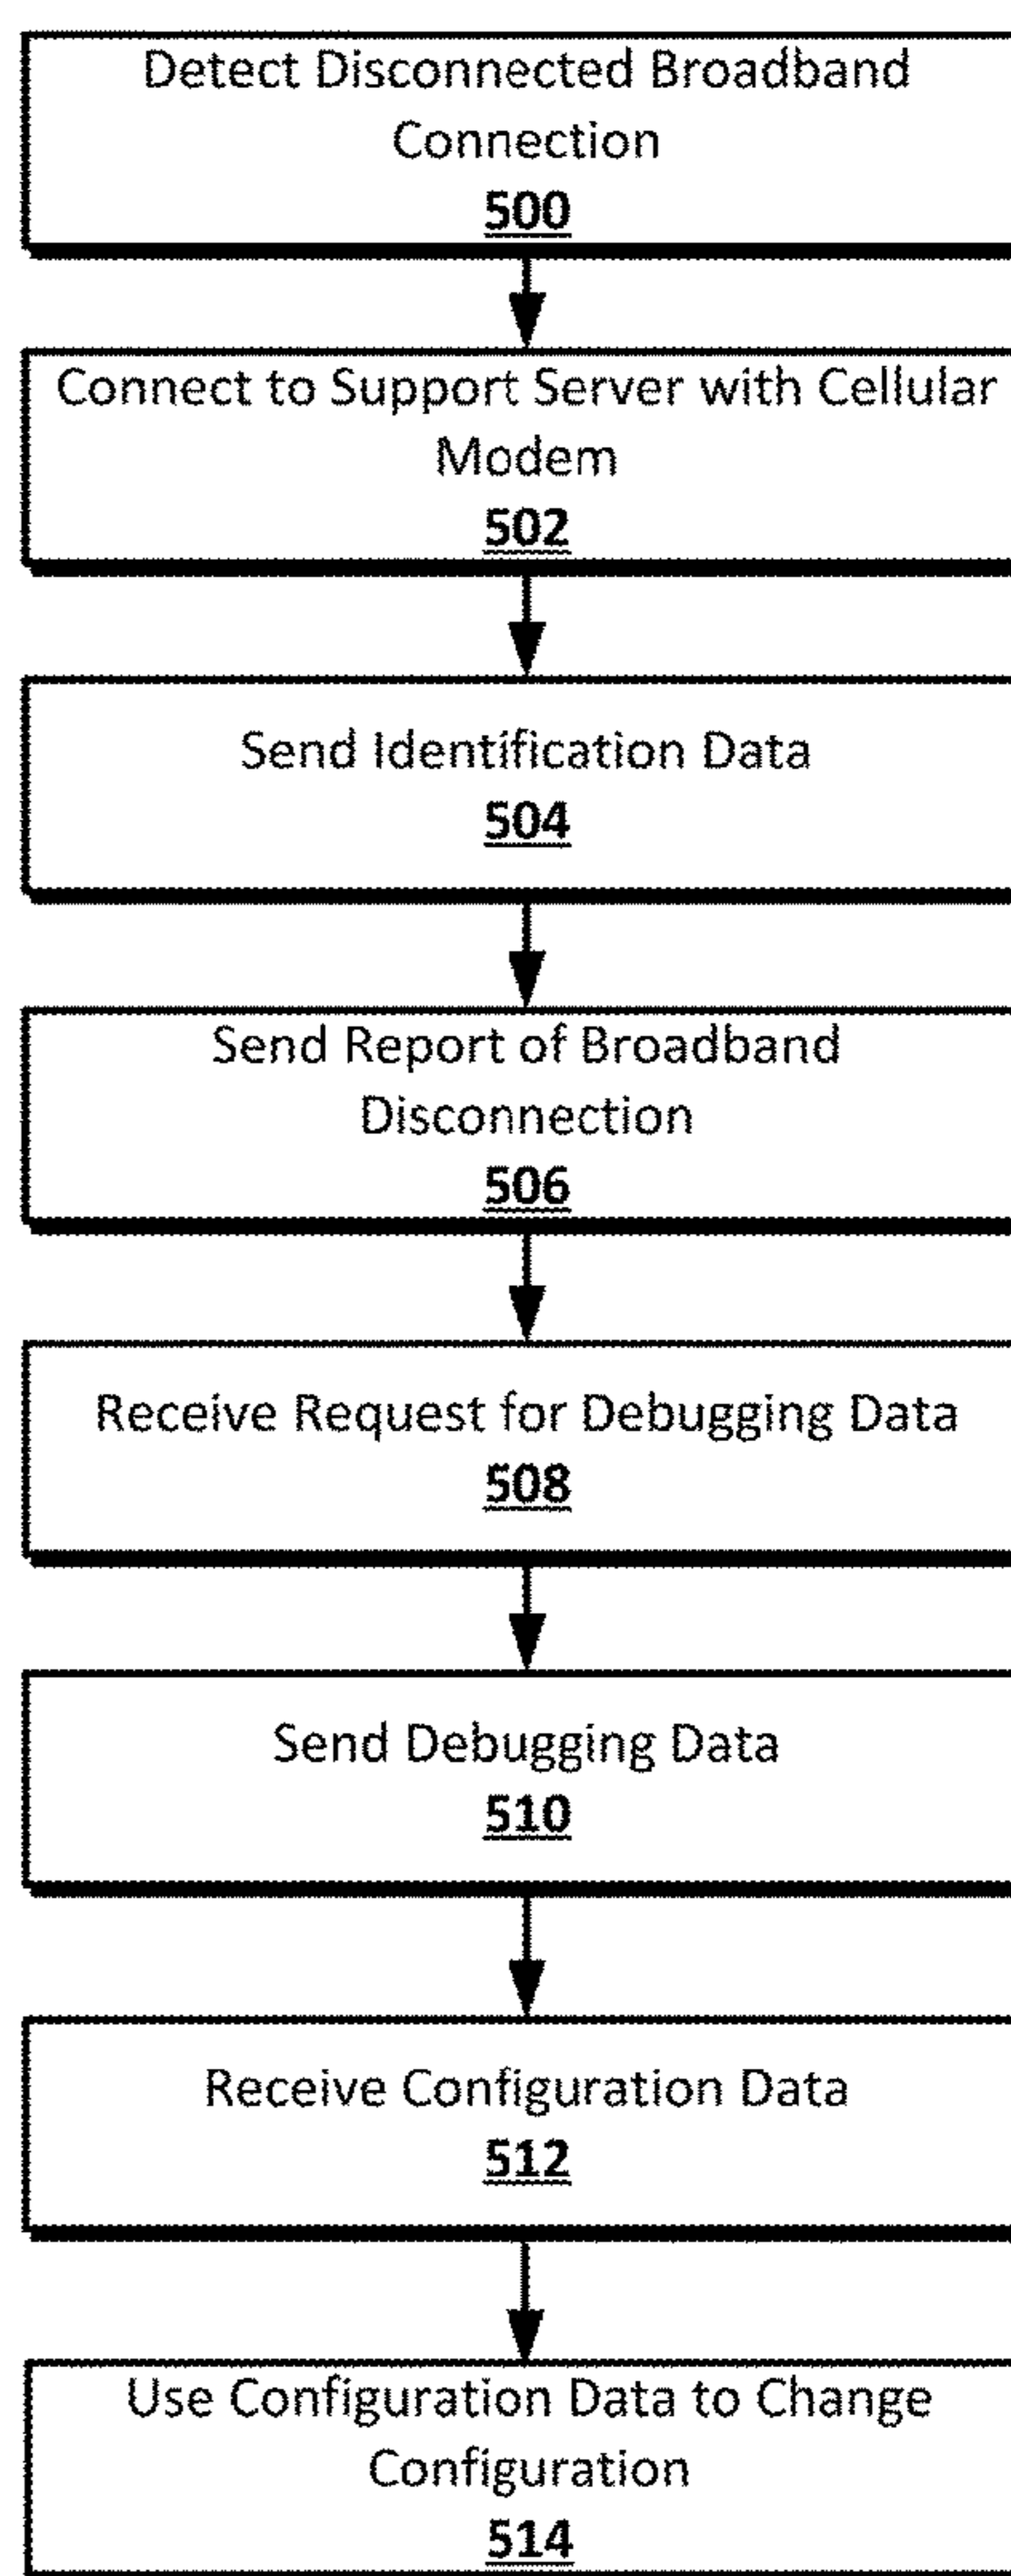 Detect Disconnected Broadband
Connection
500
Connect to Support Server with Cellular
Modem
502
Send Identification Data
504
Send Report of Broadband
Disconnection
506
Receive Request for Debugging Data
508
Send Debugging Data
510
Receive Configuration Data
512
Use Configuration Data to Change
Configuration
514